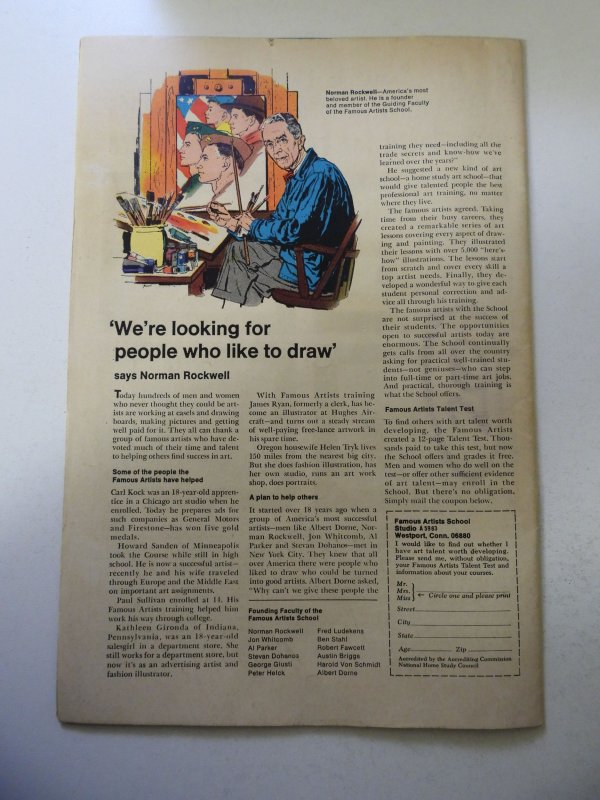 Norman Rockwell—America's most
beloved artist. He is a founder
and member of the Guiding Faculty
of the Famous Artists School.
'We're looking for
people who like to draw'
says Norman Rockwell
Today hundreds of men and women
who never thought they could be art-
ists are working at easels and drawing
boards, making pictures and getting
well paid for it. They all can thank a
group of famous artists who have de-
voted much of their time and talent
to helping others find success in art.
Some of the people the
Famous Artists have helped
Carl Kock was an 18-year-old appren-
tice in a Chicago art studio when he
enrolled. Today he prepares ads for
such companies as General Motors
and Firestone—has won five gold
medals.
Howard Sanden of Minneapolis
took the Course while still in high
school. He is now a successful artist—
recently he and his wife traveled
through Europe and the Middle East
on important art assignments.
Paul Sullivan enrolled at 14. His
Famous Artists training helped him
work his way through college.
Kathleen Gironda of Indiana,
Pennsylvania, was an 18-year-old
salesgirl in a department store. She
still works for a department store, but
now it's as an advertising artist and
fashion illustrator.
With Famous Artists training
James Ryan, formerly a clerk, has be-
come an illustrator at Hughes Air-
craft—and turns out a steady stream
of well-paying free-lance artwork in
his spare time.
Oregon housewife Helen Tryk lives
150 miles from the nearest big city.
But she does fashion illustration, has
her own studio, runs an art work
shop, does portraits.
A plan to help others
It started over 18 years ago when a
group of America's most successful
artists—men like Albert Dorne, Nor-
man Rockwell, Jon Whitcomb, Al
Parker and Stevan Dohanos—met in
New York City. They knew that all
over America there were people who
liked to draw who could be turned
into good artists. Albert Dorne asked,
"Why can't we give these people the
Founding Faculty of the
Famous Artists School
Norman Rockwell
Jon Whitcomb
Al Parker
Stevan Dohanos
George Giusti
Peter Helck
Fred Ludekens
Ben Stahl
Robert Fawcett
Austin Briggs
Harold Von Schmidt
Albert Dorne
training they need—including all the
trade secrets and know-how we've
learned over the years?"
He suggested a new kind of art
school—a home study art school—that
would give talented people the best
professional art training, no matter
where they live.
The famous artists agreed. Taking
time from their busy careers, they
created a remarkable series of art
lessons covering every aspect of draw-
ing and painting. They illustrated
their lessons with over 5,000 "here's
how" illustrations. The lessons start
from scratch and cover every skill a
top artist needs. Finally, they de-
veloped a wonderful way to give each
student personal correction and ad-
vice all through his training.
The famous artists with the School
are not surprised at the success of
their students. The opportunities
open to successful artists today are
enormous. The School continually
gets calls from all over the country
asking for practical well-trained stu-
dents—not geniuses—who can step
into full-time or part-time art jobs.
And practical, thorough training is
what the School offers.
Famous Artists Talent Test
To find others with art talent worth
developing, the Famous Artists
created a 12-page Talent Test. Thou-
sands paid to take this test, but now
the School offers and grades it free.
Men and women who do well on the
test—or offer other sufficient evidence
of art talent—may enroll in the
School. But there's no obligation.
Simply mail the coupon below.
Famous Artists School
Studio
Westport, Conn. 06880
I would like to find out whether I
have art talent worth developing.
Please send me, without obligation,
your Famous Artists Talent Test and
information about your courses.
Mr.
Mrs.
Miss ← Circle one and please print
Street
City
State
Age Zip
Accredited by the Accrediting Commission
National Home Study Council